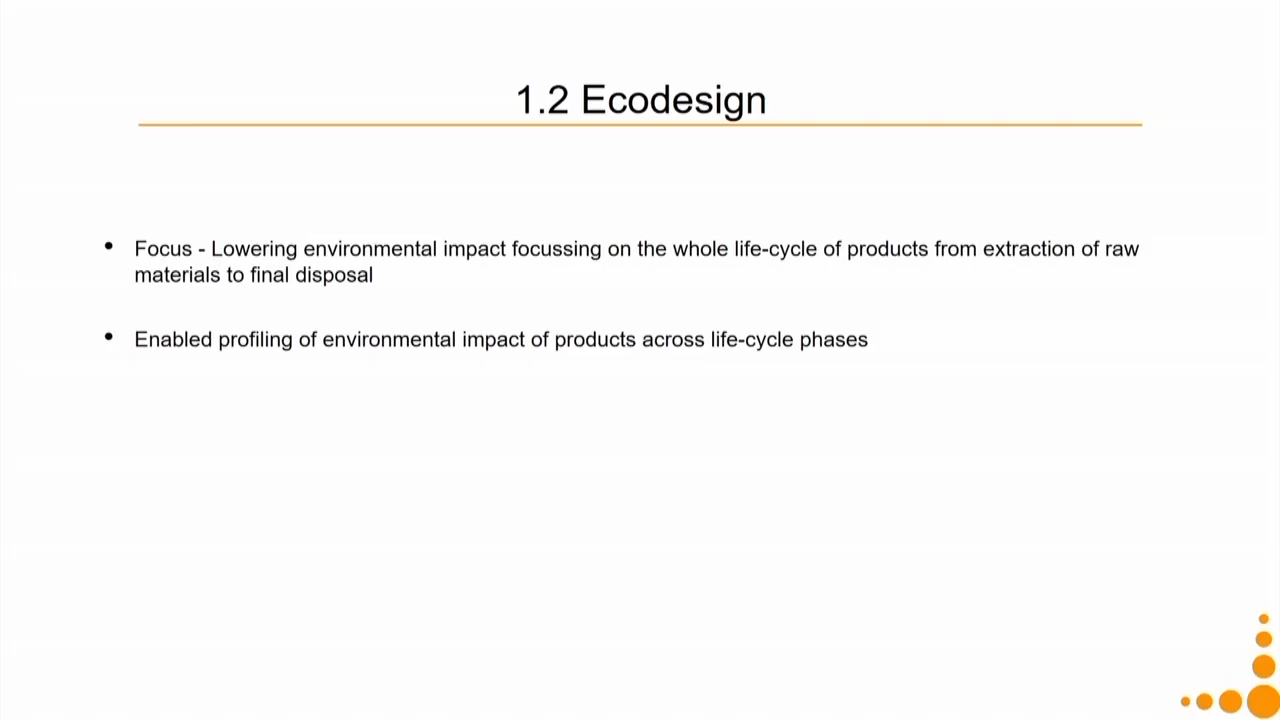 1.2 Ecodesign
• Focus - Lowering environmental impact focussing on the whole life-cycle of products from extraction of raw
materials to final disposal
• Enabled profiling of environmental impact of products across life-cycle phases